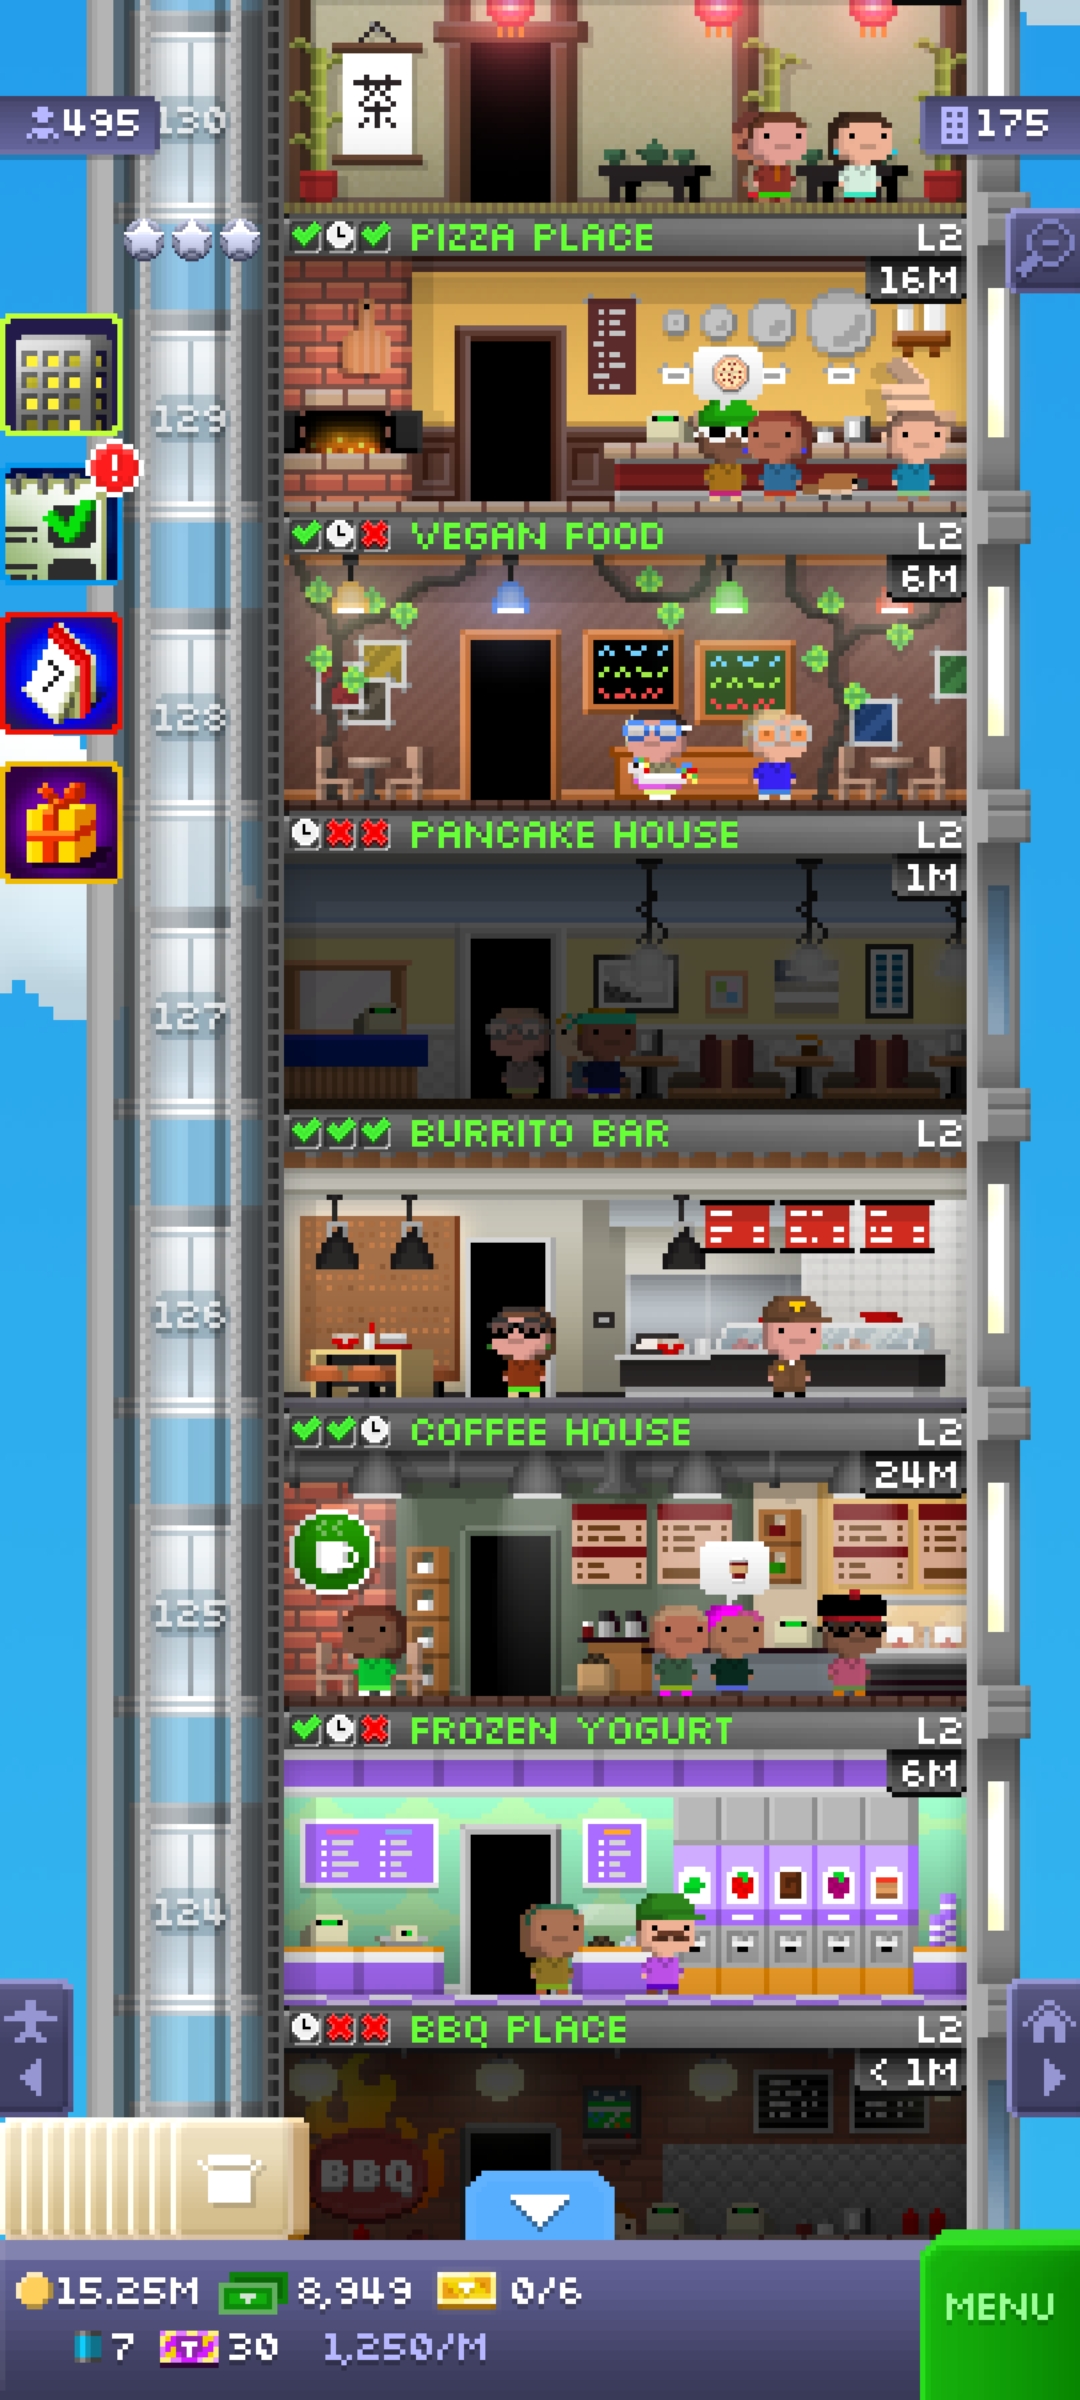 茶
495
130
175
PIZZA PLACE
L2
16M
129
VEGAN FOOD
L2
6M
128
PANCAKE HOUSE
L2
1M
127
BURRITO BAR
L2
126
COFFEE HOUSE
L2
24M
125
FROZEN YOGURT
L2
6M
124
BBQ PLACE
L2
< 1M
BBQ
15.25M
8,949
0/6
MENU
7
30
1,250/M